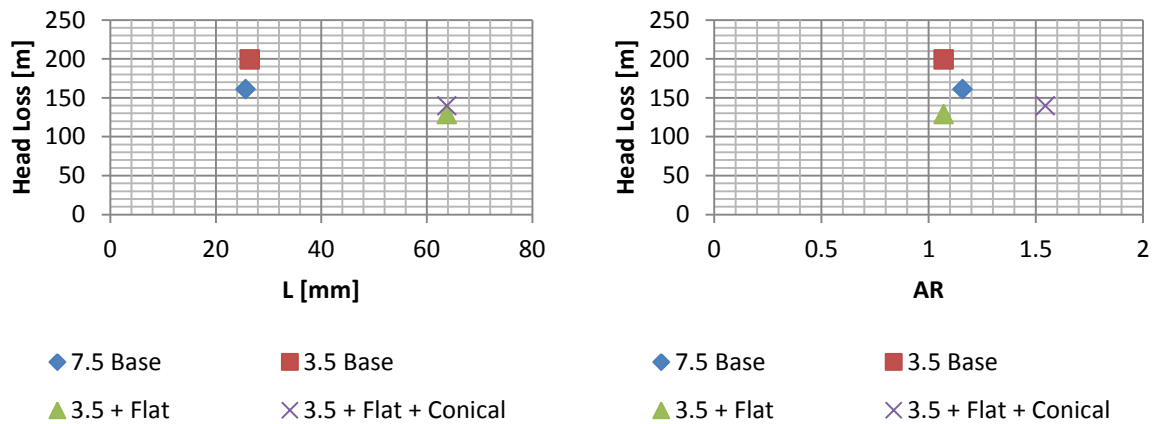 Head Loss [m]
250
200
150
100
50
0
0 20 40 60 80
L [mm]
7.5 Base 3.5 Base
3.5 + Flat 3.5 + Flat + Conical
Head Loss [m]
250
200
150
100
50
0
0 0.5 1 1.5 2
AR
7.5 Base 3.5 Base
3.5 + Flat 3.5 + Flat + Conical